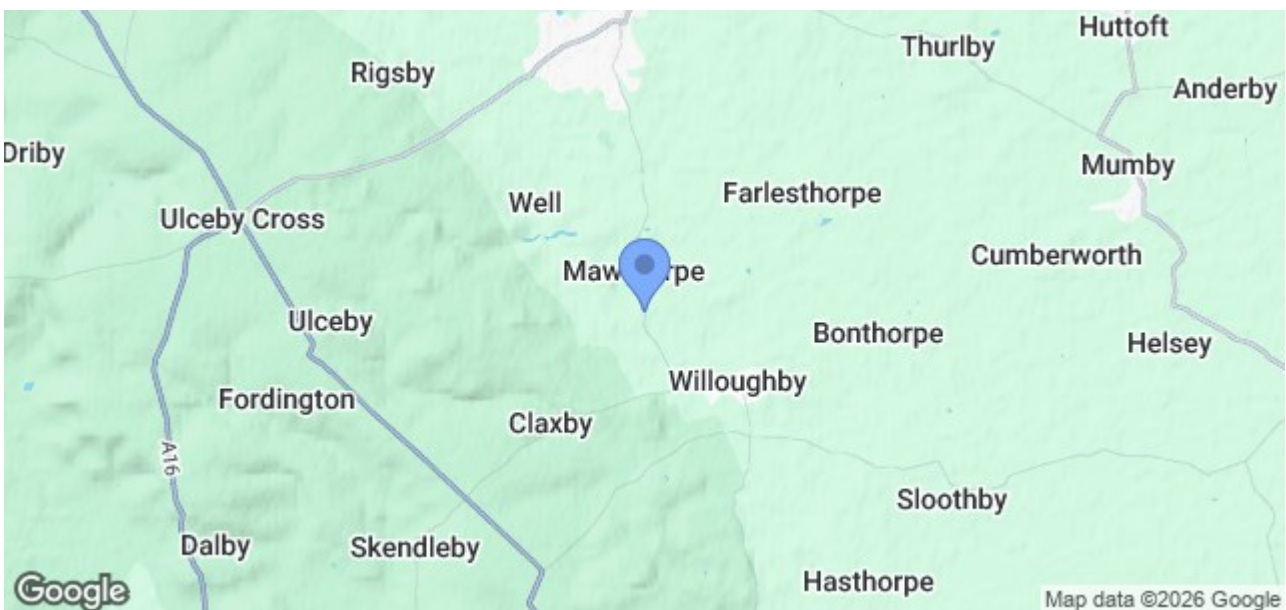 Huttoft
Thurlby
Rigsby
Anderby
Driby
Mumby
Farlesthorpe
Well
Ulceby Cross
Cumberworth
Maw rpe
Ulceby
Bonthorpe
Helsey
Willoughby
Fordington
Claxby
A16
Sloothby
Dalby
Skendleby
Hasthorpe
Google
Map data ©2026 Google